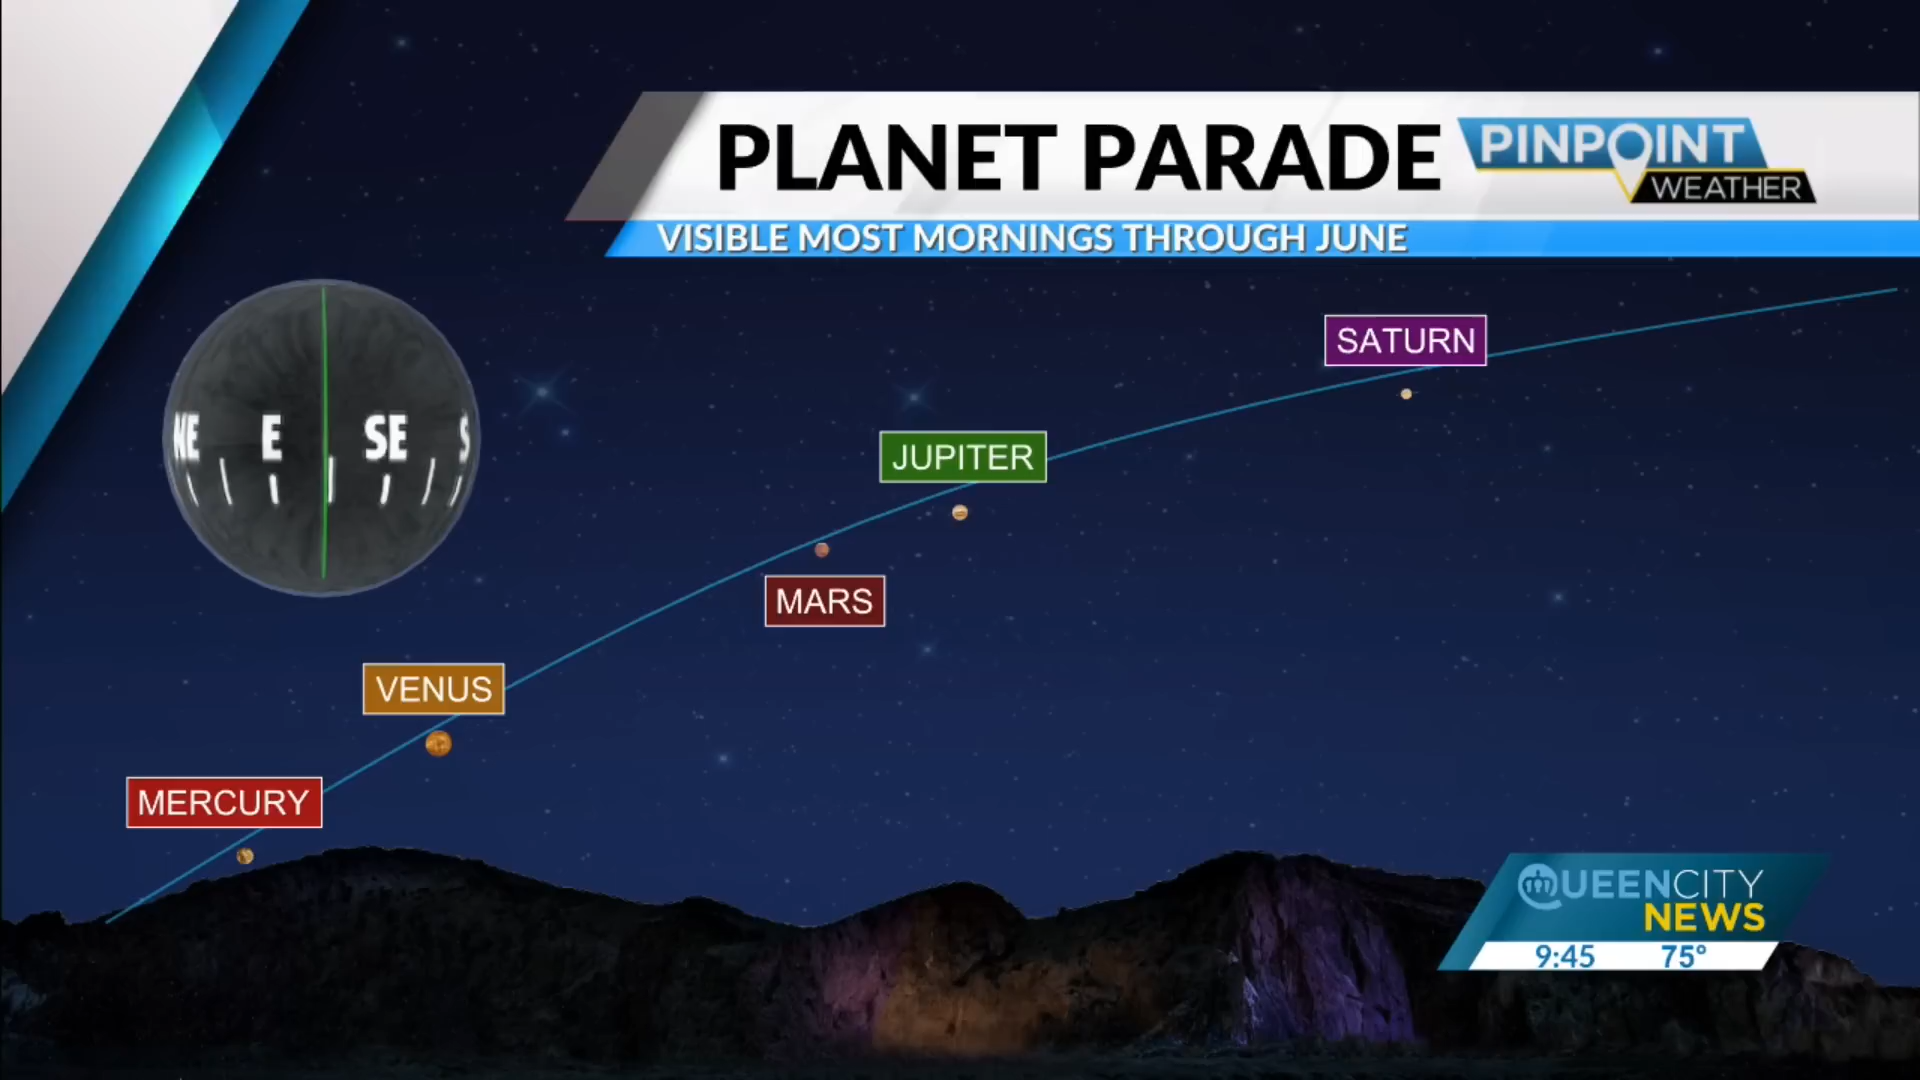 PLANET PARADE
PINPOINT
WEATHER
VISIBLE MOST MORNINGS THROUGH JUNE
NE E SE S
SATURN
JUPITER
MARS
VENUS
MERCURY
QUEENCITY
NEWS
9:45 75°